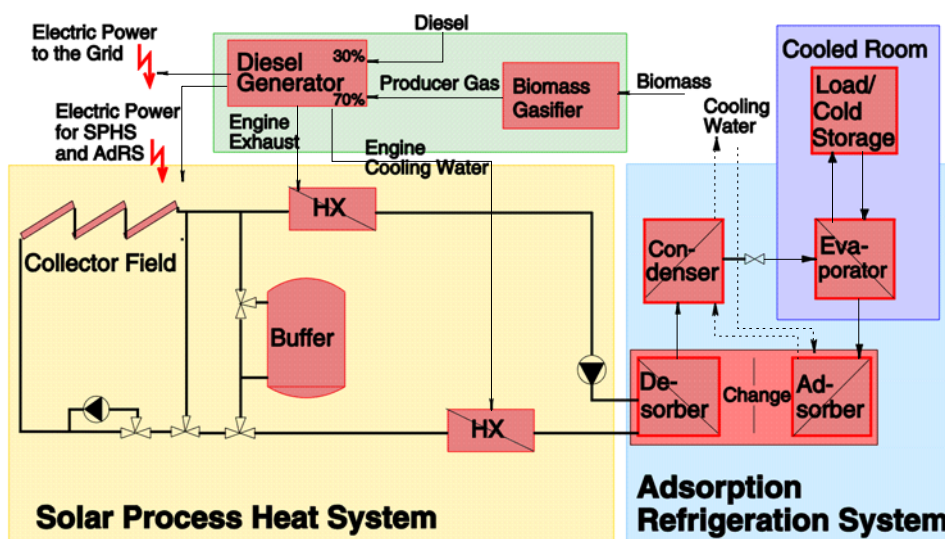 Electric Power
to the Grid
Diesel
Diesel
Generator
30%
70%
Producer Gas
Biomass
Gasifier
Biomass
Cooled Room
Load/
Cold
Storage
Cooling
Water
Electric Power
for SPHS
and AdRS
Engine
Exhaust
Engine
Cooling Water
HX
Collector Field
Con-
denser
Eva-
porator
Buffer
De-
sorber
Change
Ad-
sorber
HX
Solar Process Heat System
Adsorption
Refrigeration System